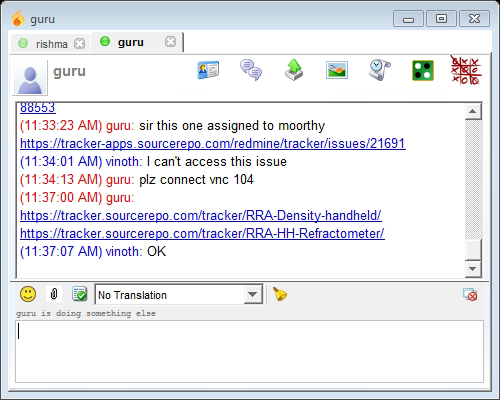 guru
rishma
guru
guru
88553
(11:33:23 AM) guru: sir this one assigned to moorthy
https://tracker-apps.sourcerepo.com/redmine/tracker/issues/21691
(11:34:01 AM) vinoth: I can't access this issue
(11:34:13 AM) guru: plz connect vnc 104
(11:37:00 AM) guru:
https://tracker.sourcerepo.com/tracker/RRA-Density-handheld/
https://tracker.sourcerepo.com/tracker/RRA-HH-Refractometer/
(11:37:07 AM) vinoth: OK
No Translation
guru is doing something else